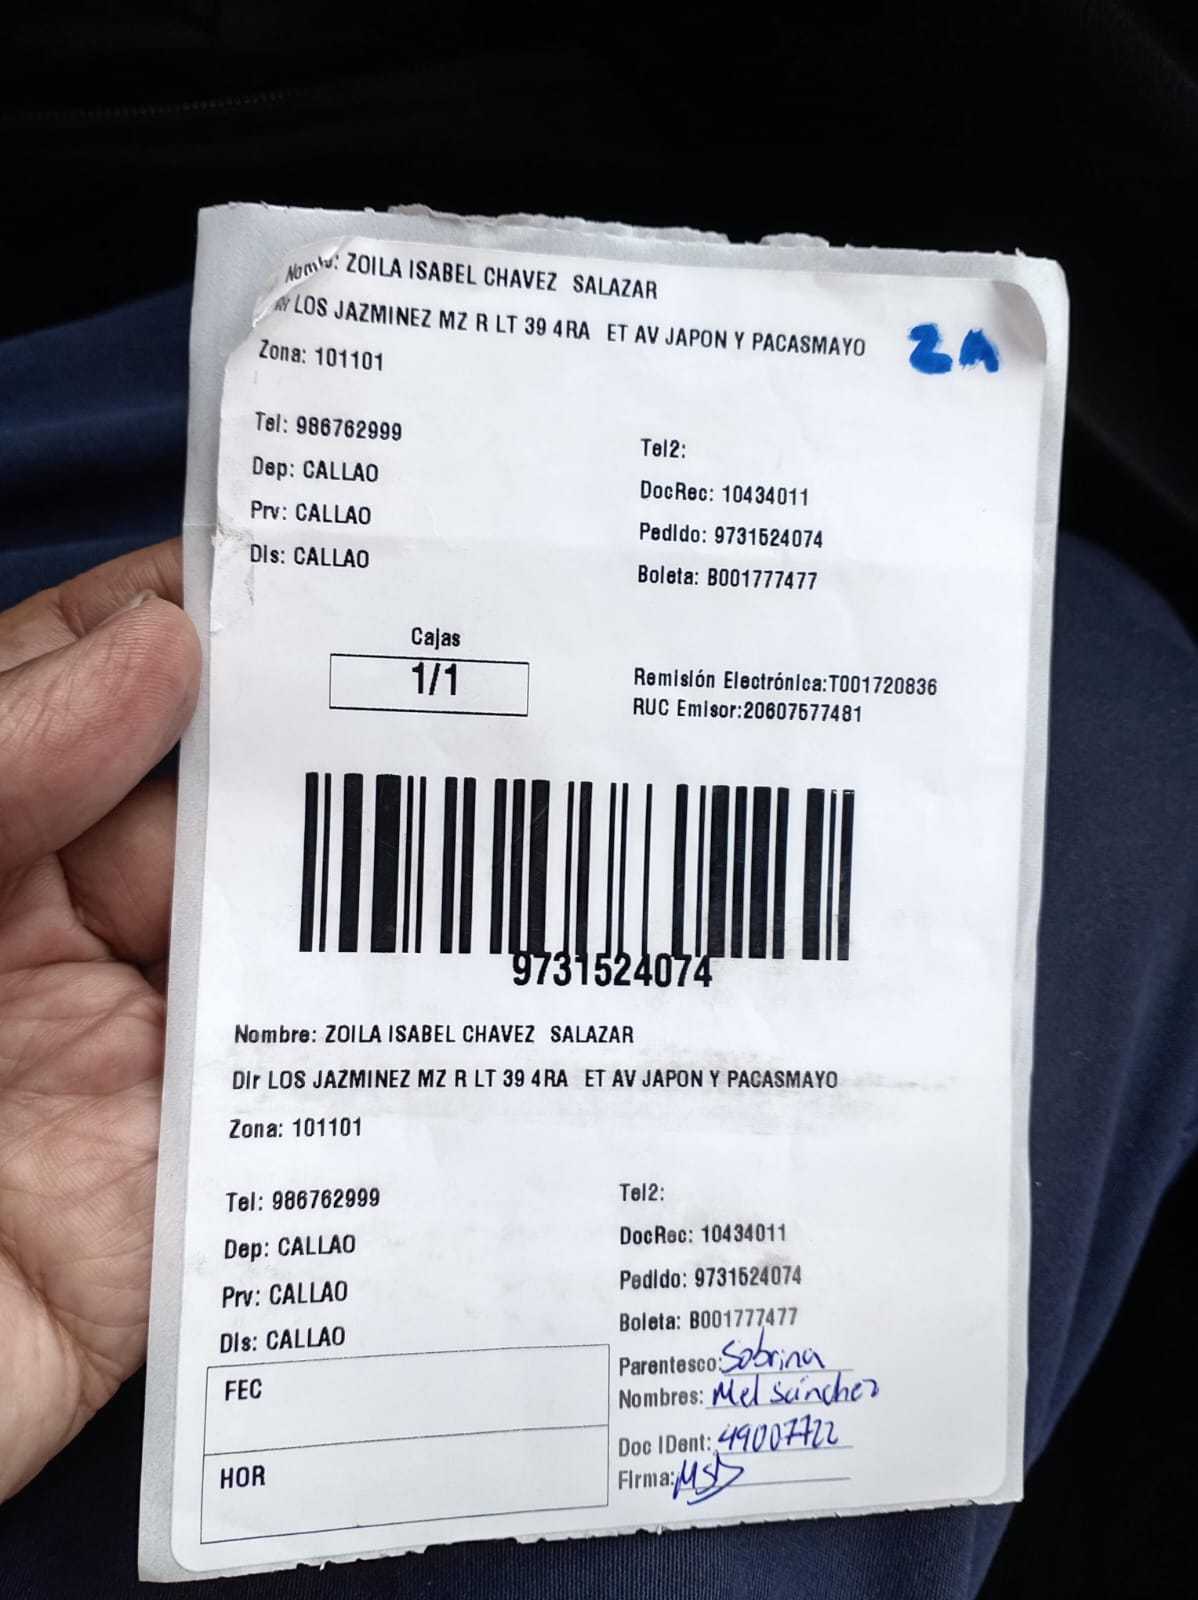 Nombre: ZOILA ISABEL CHAVEZ SALAZAR
Dir LOS JAZMINEZ MZ R LT 39 4RA ET AV JAPON Y PACASMAYO
2A
Zona: 101101
Tel: 986762999
Tel2:
Dep: CALLAO
DocRec: 10434011
Prv: CALLAO
Pedido: 9731524074
Dis: CALLAO
Boleta: B001777477
Cajas
1/1
Remisión Electrónica:T001720836
RUC Emisor:20607577481
9731524074
Nombre: ZOILA ISABEL CHAVEZ SALAZAR
Dir LOS JAZMINEZ MZ R LT 39 4RA ET AV JAPON Y PACASMAYO
Zona: 101101
Tel: 986762999
Tel2:
Dep: CALLAO
DocRec: 10434011
Prv: CALLAO
Pedido: 9731524074
Dis: CALLAO
Boleta: B001777477
FEC
HOR
Parentesco: Sobrina
Nombres: Mel Sánchez
Doc IDent: 49007722
Firma: